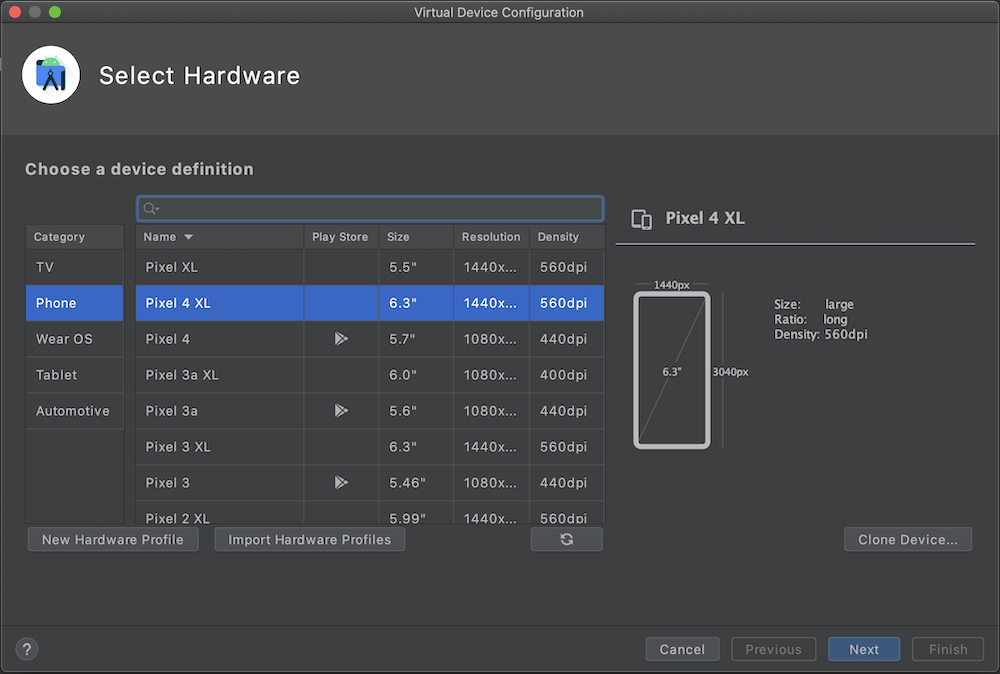 Virtual Device Configuration
Select Hardware
Choose a device definition
Category
TV
Phone
Wear OS
Tablet
Automotive
Name Play Store Size Resolution Density
Pixel XL 5.5" 1440x... 560dpi
Pixel 4 XL 6.3" 1440x... 560dpi
Pixel 4 5.7" 1080x... 440dpi
Pixel 3a XL 6.0" 1080x... 400dpi
Pixel 3a 5.6" 1080x... 440dpi
Pixel 3 XL 6.3" 1440x... 560dpi
Pixel 3 5.46" 1080x... 440dpi
Pixel 2 XL 5.99" 1440x... 560dpi
New Hardware Profile Import Hardware Profiles
Pixel 4 XL
1440px
6.3"
3040px
Size: large
Ratio: long
Density: 560dpi
Clone Device...
? Cancel Previous Next Finish